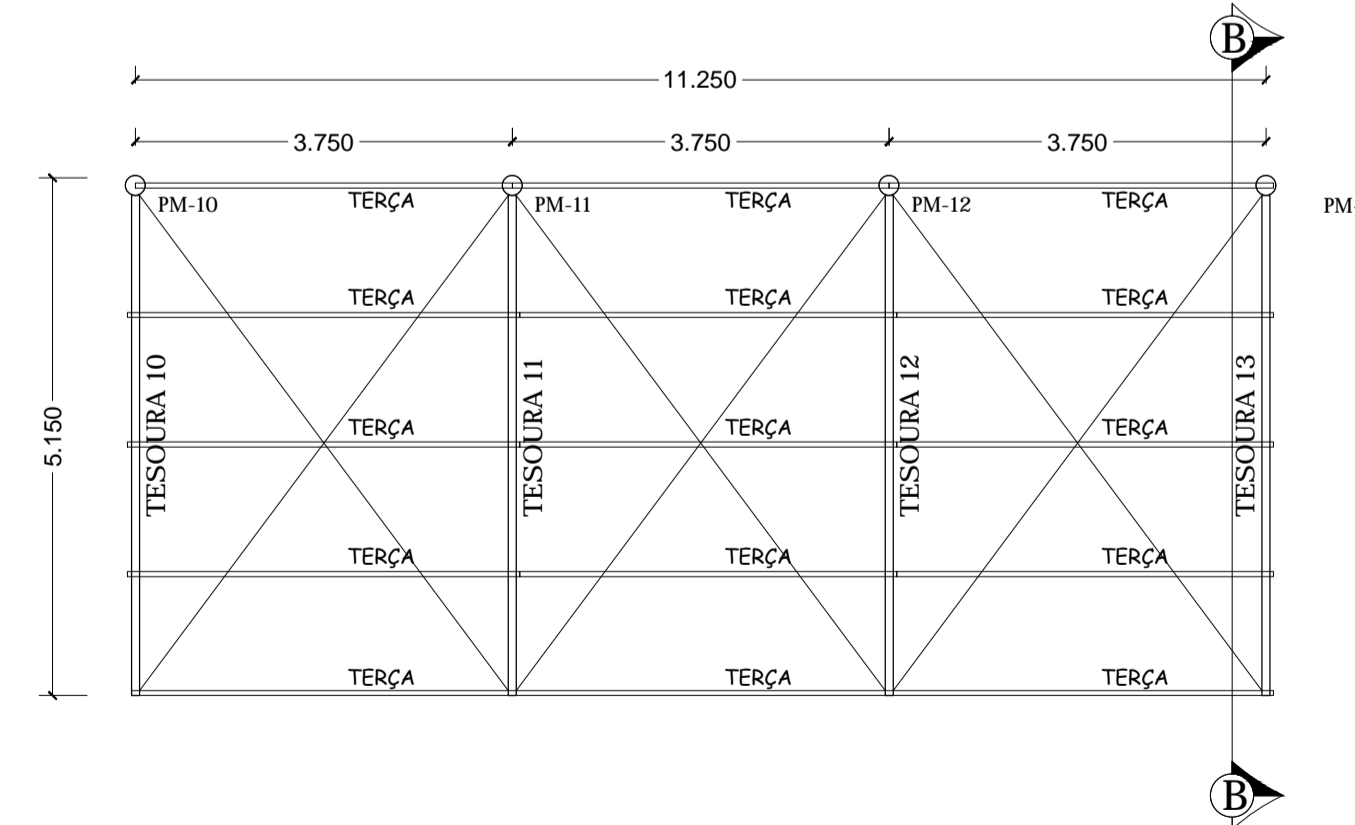 B
11.250
3.750 3.750 3.750
TERÇA TERÇA TERÇA
PM-10 PM-11 PM-12 PM-
TERÇA TERÇA TERÇA
TESOURA 10 TESOURA 11 TESOURA 12 TESOURA 13
5.150
TERÇA TERÇA TERÇA
TERÇA TERÇA TERÇA
TERÇA TERÇA TERÇA
B